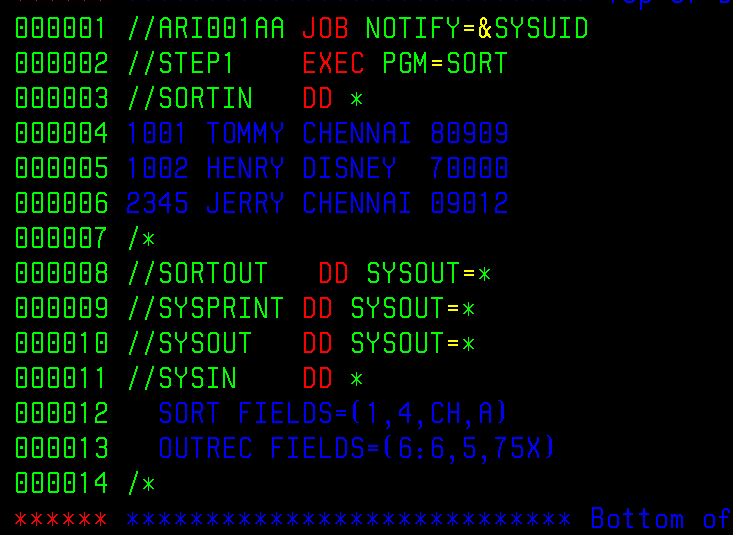 ****** ***************************** Top of D
000001 //ARI001AA JOB NOTIFY=&SYSUID
000002 //STEP1    EXEC PGM=SORT
000003 //SORTIN   DD *
000004 1001 TOMMY CHENNAI 80909
000005 1002 HENRY DISNEY  70000
000006 2345 JERRY CHENNAI 09012
000007 /*
000008 //SORTOUT   DD SYSOUT=*
000009 //SYSPRINT DD SYSOUT=*
000010 //SYSOUT   DD SYSOUT=*
000011 //SYSIN    DD *
000012   SORT FIELDS=(1,4,CH,A)
000013   OUTREC FIELDS=(6:6,5,75X)
000014 /*
****** **************************** Bottom of